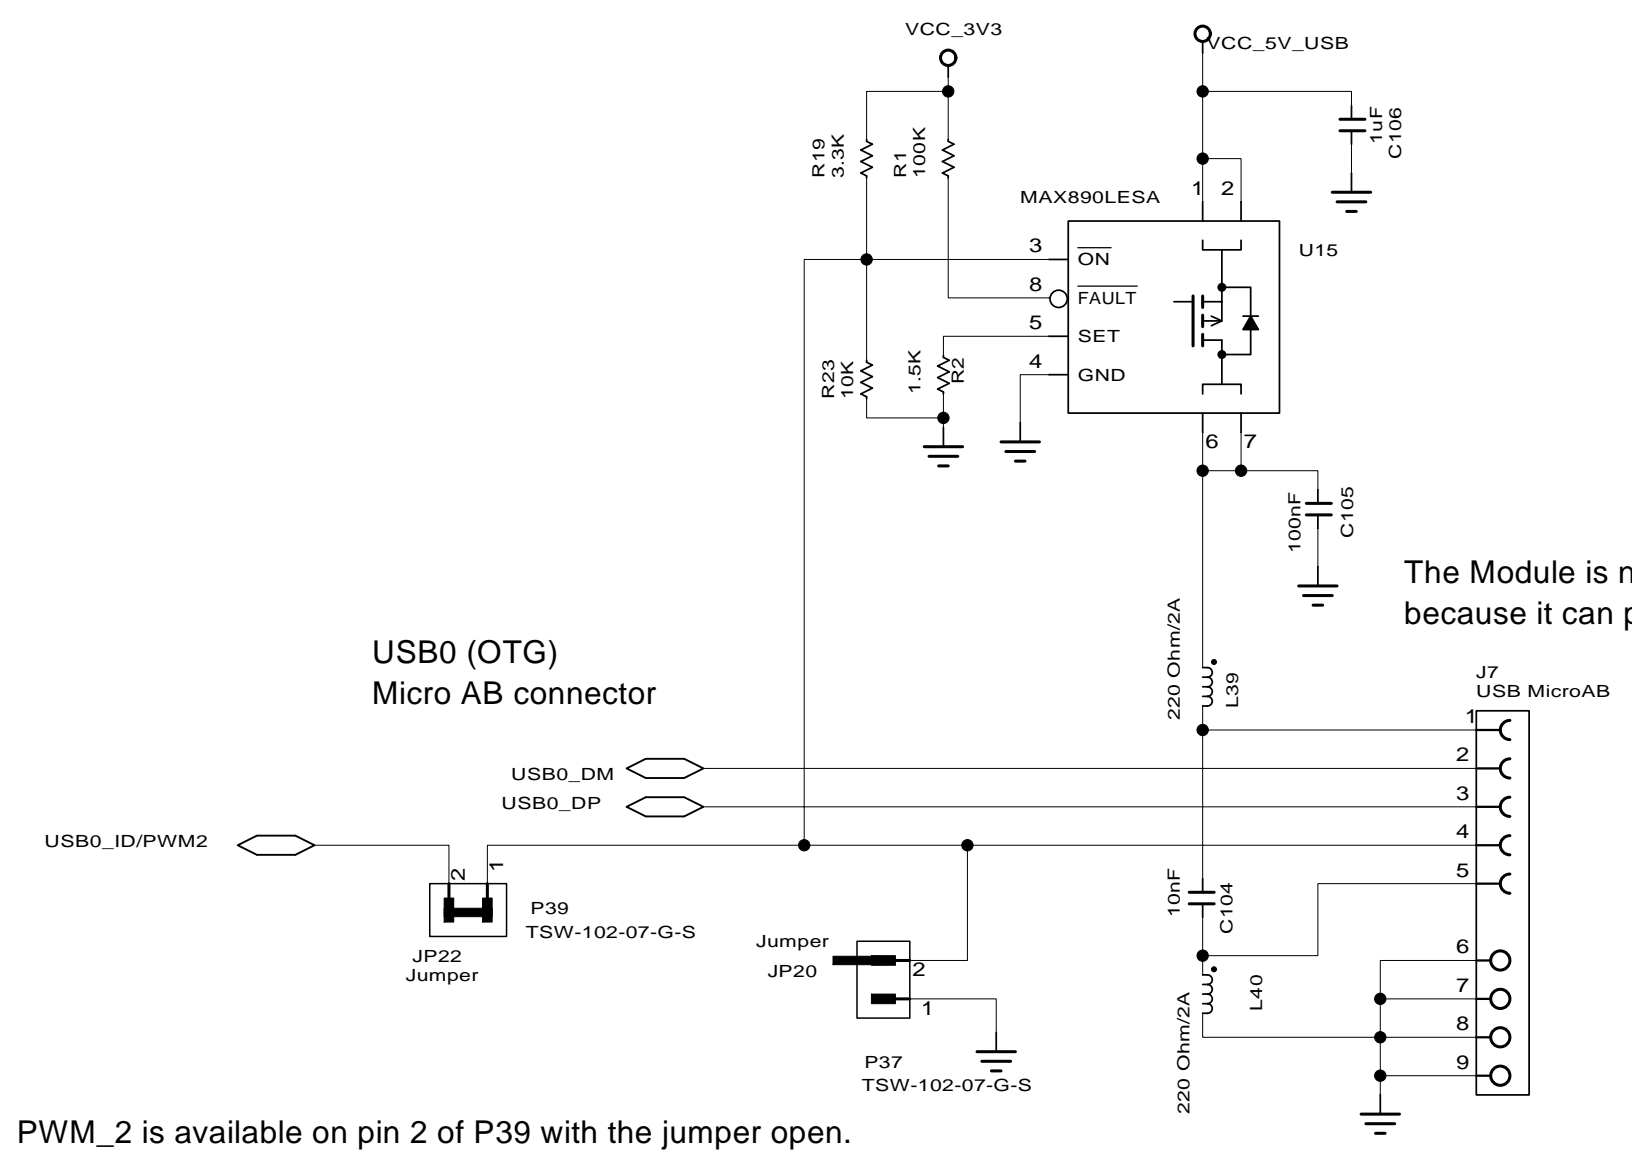 VCC_3V3
VCC_5V_USB
R19
3.3K
R1
100K
1uF
C106
MAX890LESA
1
2
U15
3
ON
8
FAULT
5
SET
4
GND
R23
10K
1.5K
R2
6
7
100nF
C105
The Module is
because it can
220 Ohm/2A
L39
USB0 (OTG)
Micro AB connector
J7
USB MicroAB
1
2
3
4
5
6
7
8
9
USB0_DM
USB0_DP
USB0_ID/PWM2
2
1
P39
TSW-102-07-G-S
JP22
Jumper
Jumper
JP20
2
1
P37
TSW-102-07-G-S
10nF
C104
L40
220 Ohm/2A
PWM_2 is available on pin 2 of P39 with the jumper open.